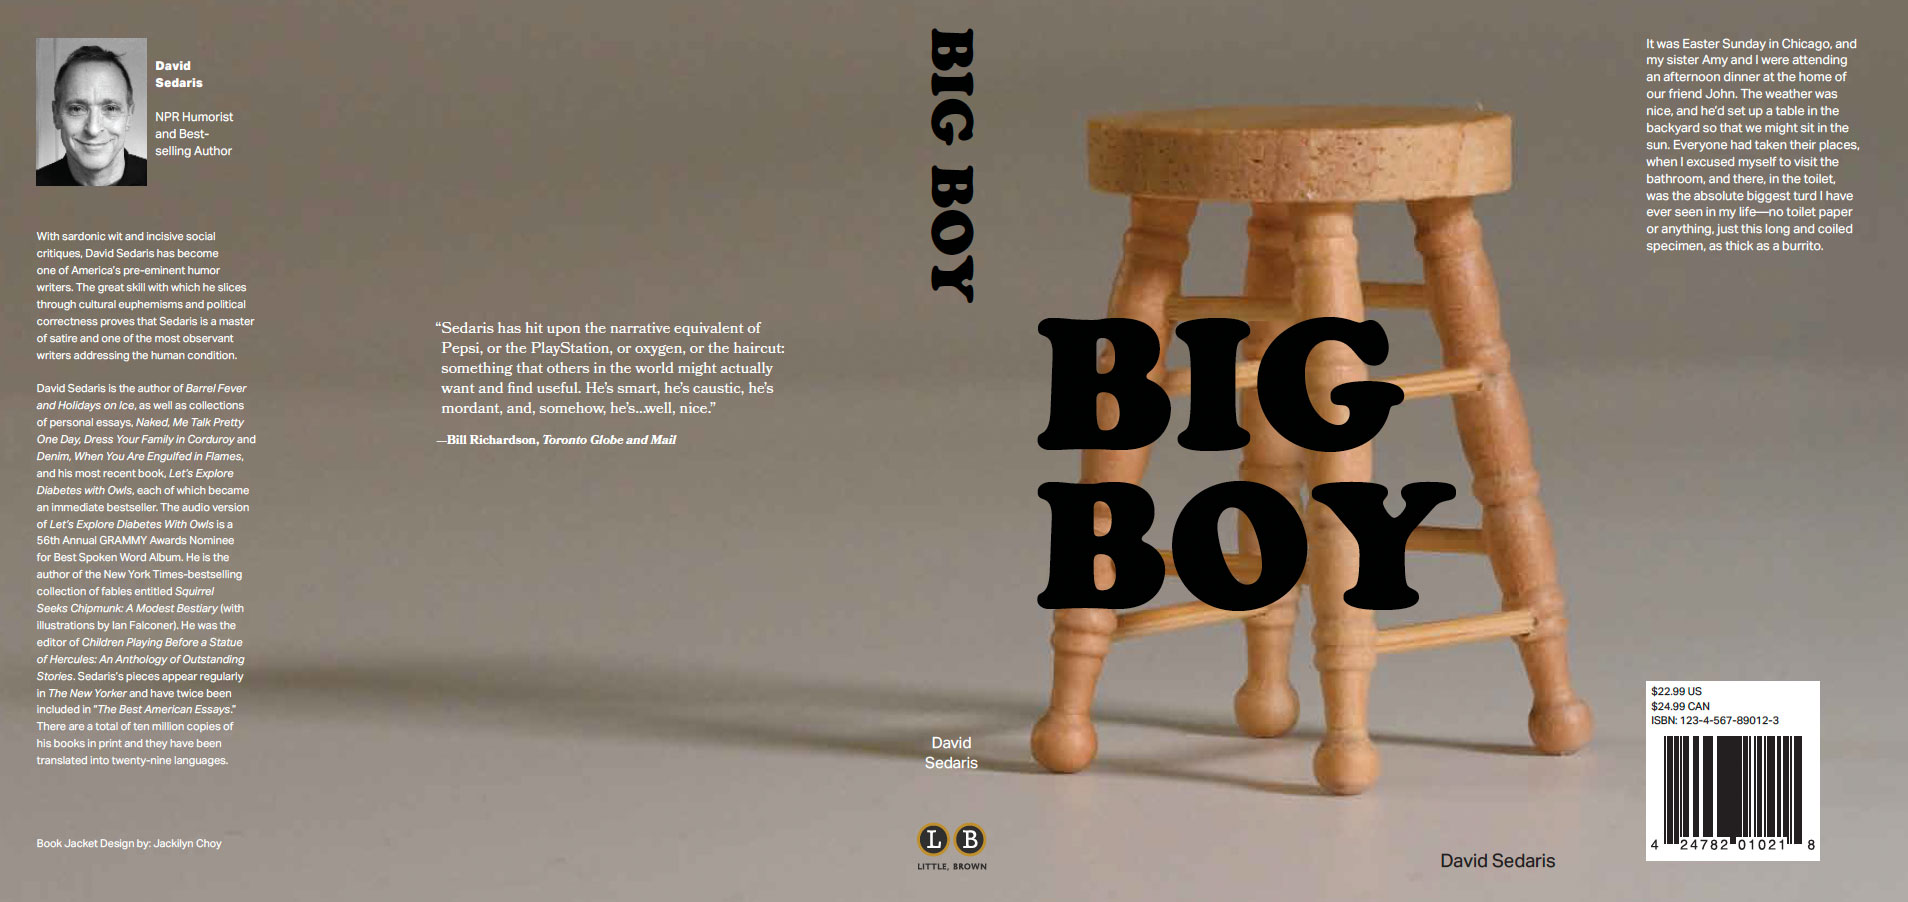 David
Sedaris
NPR Humorist
and Best-
selling Author
With sardonic wit and incisive social
critiques, David Sedaris has become
one of America's pre-eminent humor
writers. The great skill with which he slices
through cultural euphemisms and political
correctness proves that Sedaris is a master
of satire and one of the most observant
writers addressing the human condition.
David Sedaris is the author of Barrel Fever
and Holidays on Ice, as well as collections
of personal essays, Naked, Me Talk Pretty
One Day, Dress Your Family in Corduroy and
Denim, When You Are Engulfed in Flames,
and his most recent book, Let's Explore
Diabetes with Owls, each of which became
an immediate bestseller. The audio version
of Let's Explore Diabetes With Owls is a
56th Annual GRAMMY Awards Nominee
for Best Spoken Word Album. He is the
author of the New York Times-bestselling
collection of fables entitled Squirrel
Seeks Chipmunk: A Modest Bestiary (with
illustrations by Ian Falconer). He was the
editor of Children Playing Before a Statue
of Hercules: An Anthology of Outstanding
Stories. Sedaris's pieces appear regularly
in The New Yorker and have twice been
included in "The Best American Essays."
There are a total of ten million copies of
his books in print and they have been
translated into twenty-nine languages.
Book Jacket Design by: Jackilyn Choy
“Sedaris has hit upon the narrative equivalent of
Pepsi, or the PlayStation, or oxygen, or the haircut:
something that others in the world might actually
want and find useful. He’s smart, he’s caustic, he’s
mordant, and, somehow, he’s...well, nice.”
—Bill Richardson, Toronto Globe and Mail
BIG BOY
David
Sedaris
L B
LITTLE, BROWN
BIG
BOY
David Sedaris
It was Easter Sunday in Chicago, and
my sister Amy and I were attending
an afternoon dinner at the home of
our friend John. The weather was
nice, and he'd set up a table in the
backyard so that we might sit in the
sun. Everyone had taken their places,
when I excused myself to visit the
bathroom, and there, in the toilet,
was the absolute biggest turd I have
ever seen in my life—no toilet paper
or anything, just this long and coiled
specimen, as thick as a burrito.
$22.99 US
$24.99 CAN
ISBN: 123-4-567-89012-3
4 24782 01021 8